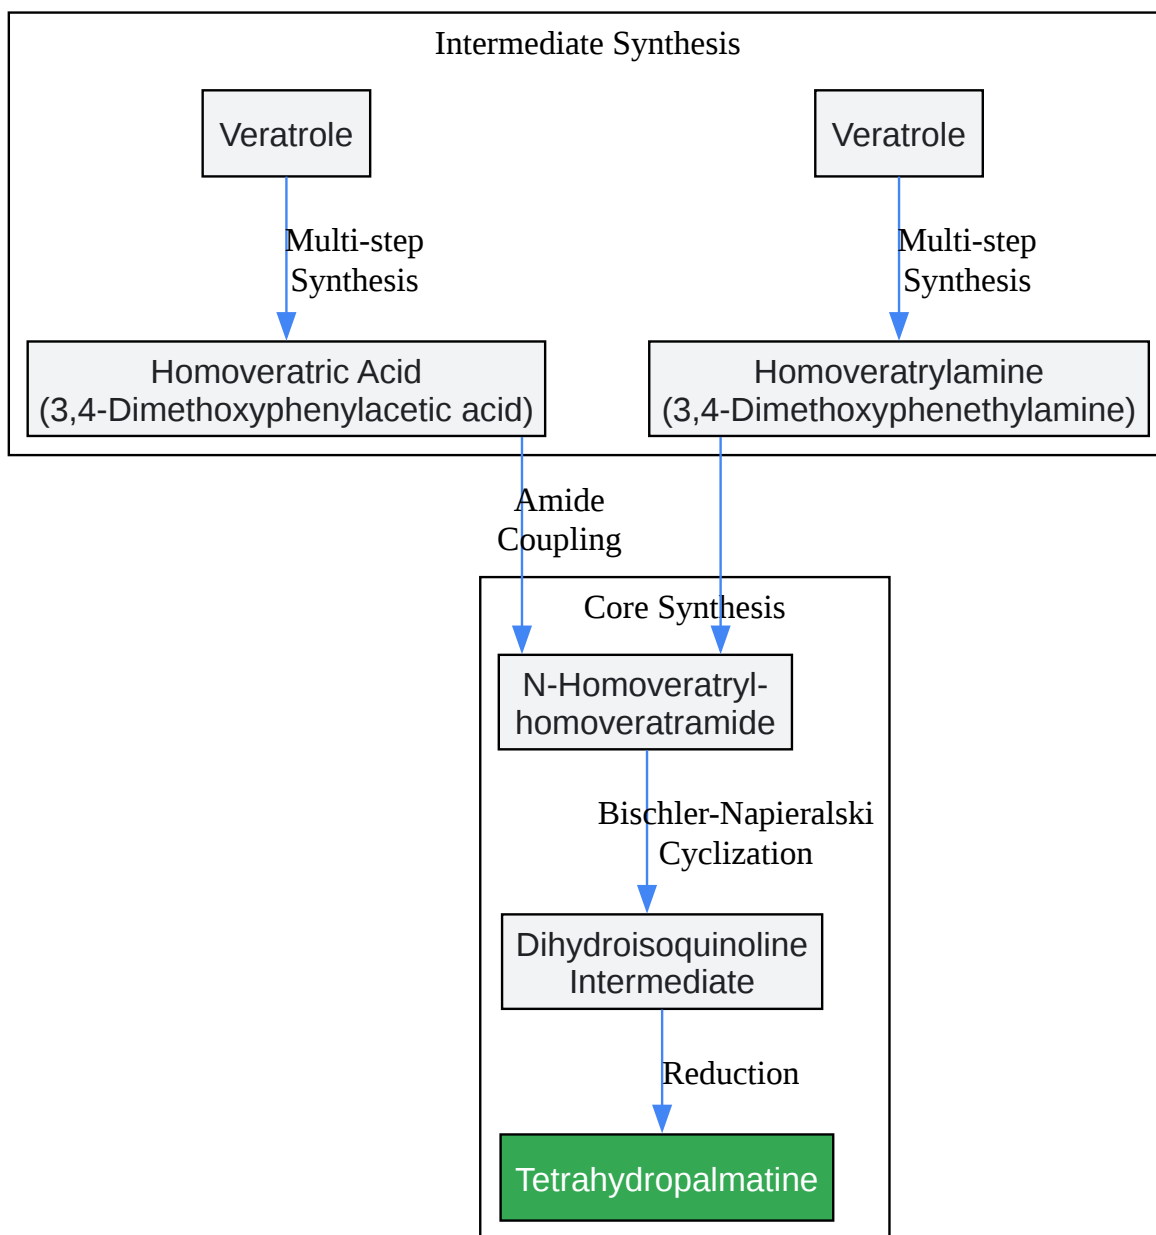 Intermediate Synthesis
Veratrole
Veratrole
Multi-step
Synthesis
Multi-step
Synthesis
Homoveratric Acid
(3,4-Dimethoxyphenylacetic acid)
Homoveratrylamine
(3,4-Dimethoxyphenethylamine)
Amide
Coupling
Core Synthesis
N-Homoveratryl-
homoveratramide
Bischler-Napieralski
Cyclization
Dihydroisoquinoline
Intermediate
Reduction
Tetrahydropalmatine